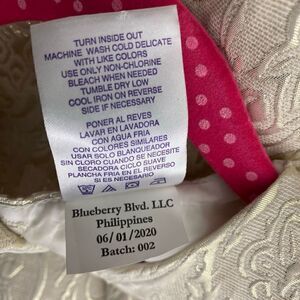 TURN INSIDE OUT
MACHINE WASH COLD DELICATE
WITH LIKE COLORS
USE ONLY NON-CHLORINE
BLEACH WHEN NEEDED
TUMBLE DRY LOW
COOL IRON ON REVERSE
SIDE IF NECESSARY
PONER AL REVES
LAVAR EN LAVADORA
CON AGUA FRIA
CON COLORES SIMILARES
USAR SOLO BLANQUEADOR
SIN CLORO CUANDO SEA NECESARIO
SECADORA CICLO SUAVE
PLANCHA FRIA EN EL REVERSO
SI ES NECESARIO
Blueberry Blvd. LLC
Philippines
06/01/2020
Batch: 002